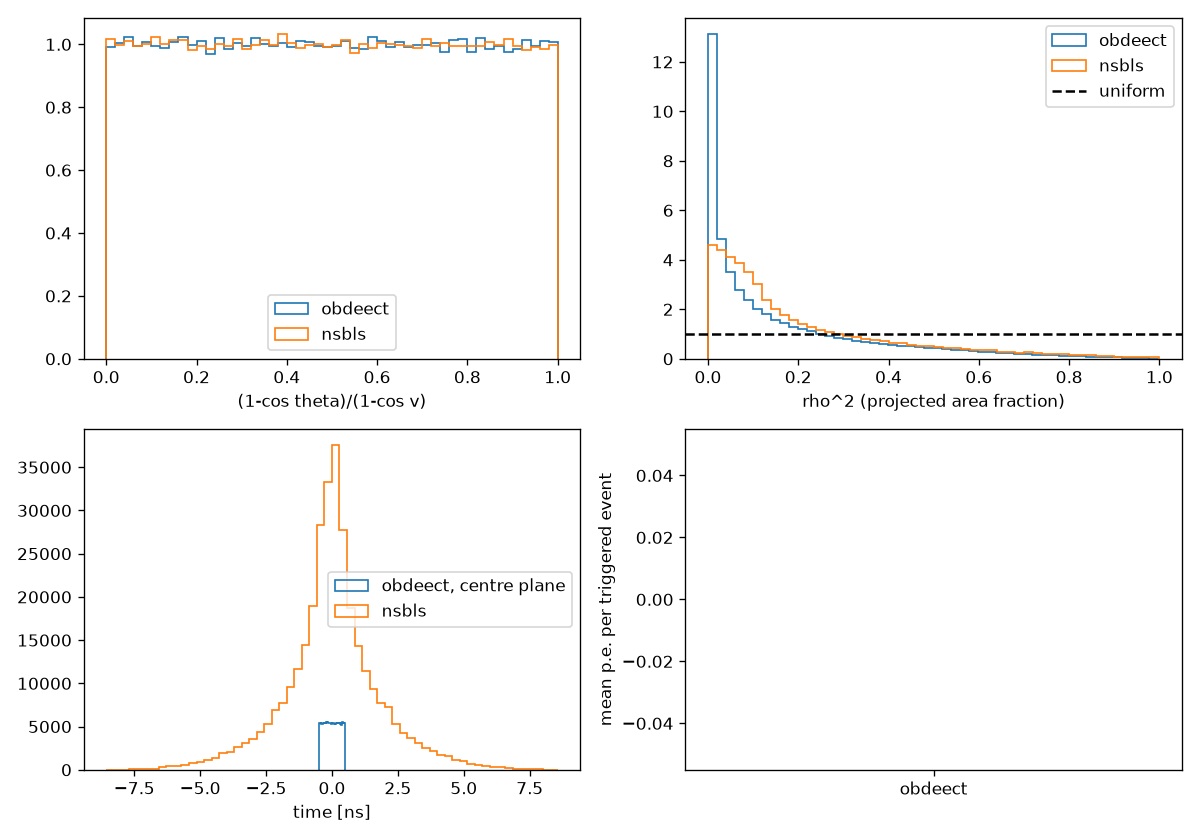 1.0
0.8
0.6
0.4
0.2
0.0
obdeect
nsbls
0.0 0.2 0.4 0.6 0.8 1.0
(1-cos theta)/(1-cos v)
12
10
8
6
4
2
0
obdeect
nsbls
uniform
0.0 0.2 0.4 0.6 0.8 1.0
rho^2 (projected area fraction)
35000
30000
25000
20000
15000
10000
5000
0
obdeect, centre plane
nsbls
−7.5 −5.0 −2.5 0.0 2.5 5.0 7.5
time [ns]
mean p.e. per triggered event
0.04
0.02
0.00
−0.02
−0.04
obdeect